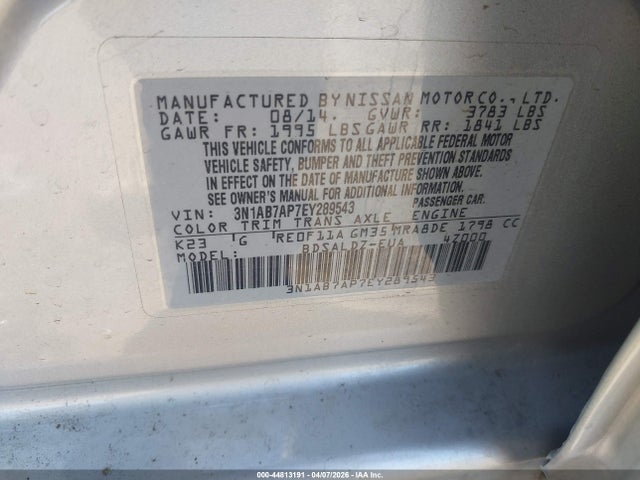 MANUFACTURED BY NISSAN MOTOR CO., LTD.
DATE: 08/14. GVWR: 3783 LBS
GAWR FR: 1995 LBS GAWR RR: 1841 LBS
THIS VEHICLE CONFORMS TO ALL APPLICABLE FEDERAL MOTOR
VEHICLE SAFETY, BUMPER AND THEFT PREVENTION STANDARDS
IN EFFECT ON THE DATE OF MANUFACTURE SHOWN ABOVE.
SEE OWNER'S MANUAL FOR ADDITIONAL INFORMATION.
VIN: 3N1AB7AP7EY289543 PASSENGER CAR
COLOR TRIM TRANS AXLE ENGINE
K23 G RE0F11A GM35 MRA8DE 1798 CC
MODEL: BDSALDZ-EUA 4Z000
3N1AB7AP7EY289543
000-44813191 - 04/07/2026 - IAA Inc.